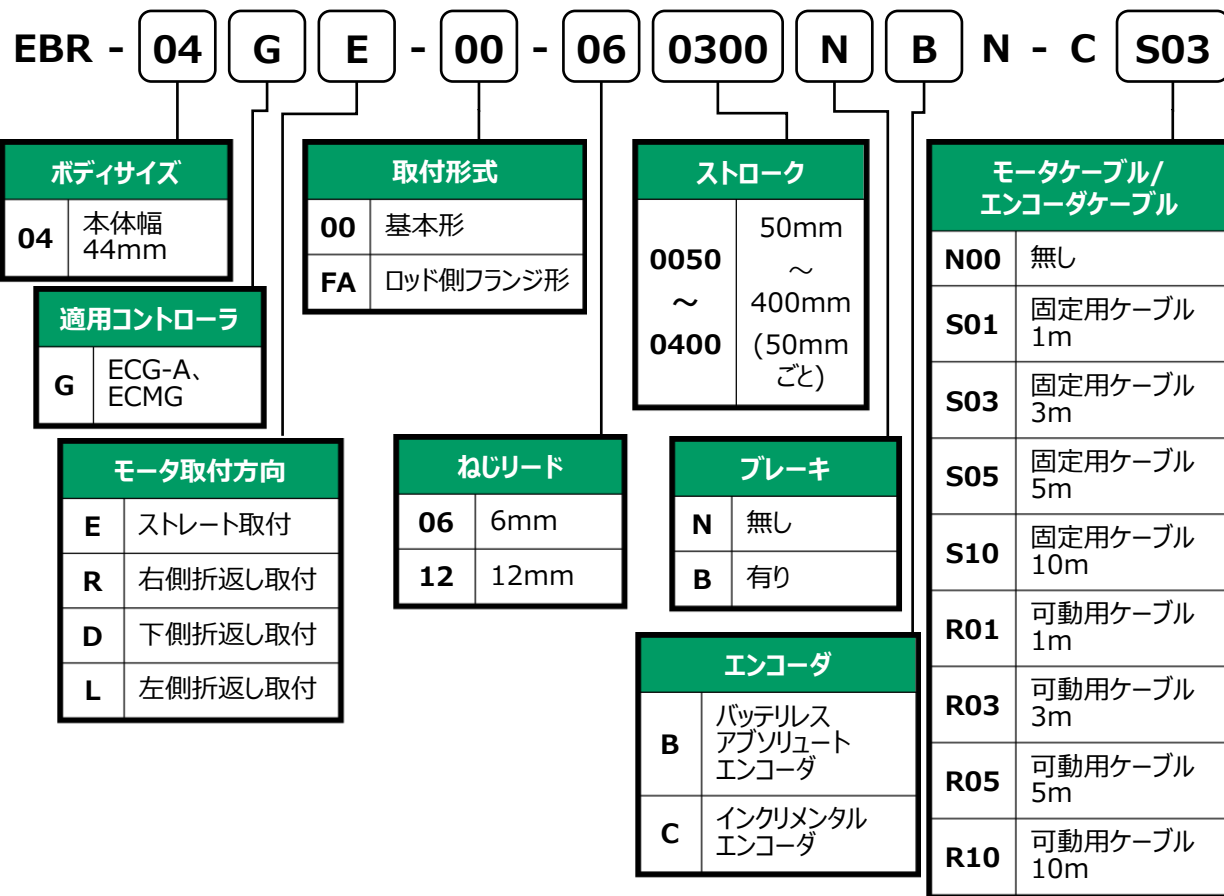 EBR - 04 G E - 00 - 06 0300 N B N - C S03
ボディサイズ
04 本体幅
44mm
適用コントローラ
G ECG-A、
ECMG
モータ取付方向
E ストレート取付
R 右側折返し取付
D 下側折返し取付
L 左側折返し取付
取付形式
00 基本形
FA ロッド側フランジ形
ねじリード
06 6mm
12 12mm
ストローク
0050 50mm
～ ～
0400 400mm
(50mm
ごと)
ブレーキ
N 無し
B 有り
エンコーダ
B バッテリレス
アブソリュート
エンコーダ
C インクリメンタル
エンコーダ
モータケーブル/
エンコーダケーブル
N00 無し
S01 固定用ケーブル
1m
S03 固定用ケーブル
3m
S05 固定用ケーブル
5m
S10 固定用ケーブル
10m
R01 可動用ケーブル
1m
R03 可動用ケーブル
3m
R05 可動用ケーブル
5m
R10 可動用ケーブル
10m